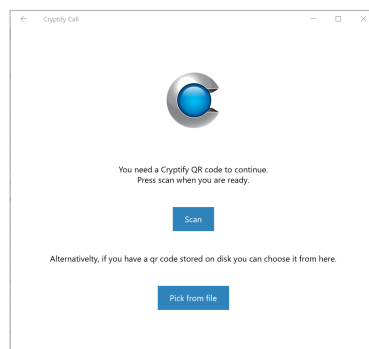 Cryptify Call
You need a Cryptify QR code to continue.
Press scan when you are ready.
Scan
Alternativelty, if you have a qr code stored on disk you can choose it from here.
Pick from file